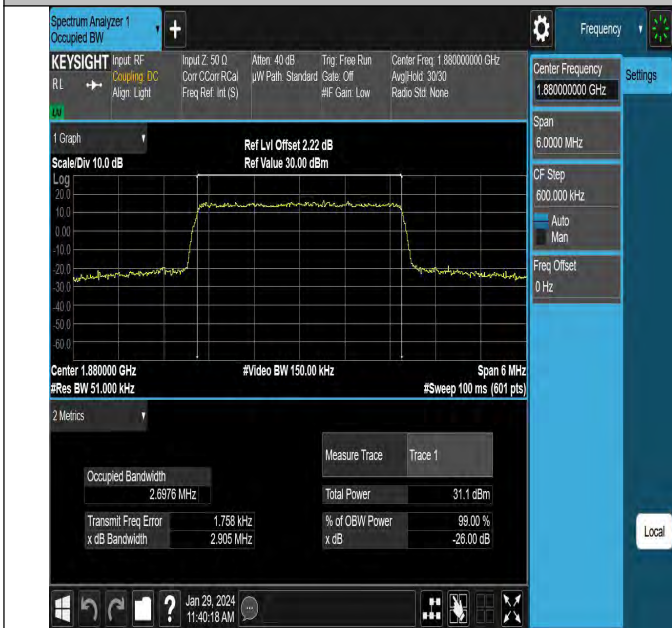 Spectrum Analyzer 1
Occupied BW
+
Frequency
KEYSIGHT
RL
Input: RF
Coupling: DC
Align: Light
Input Z: 50 Ω
Corr CCorr RCal
Freq Ref: Int (S)
Atten: 40 dB
µW Path: Standard
Trig: Free Run
Gate: Off
#IF Gain: Low
Center Freq: 1.880000000 GHz
Avg|Hold: 30/30
Radio Std: None
Center Frequency
1.880000000 GHz
Settings
Span
6.0000 MHz
CF Step
600.000 kHz
Auto
Man
Freq Offset
0 Hz
Local
1 Graph
Scale/Div 10.0 dB
Ref Lvl Offset 2.22 dB
Ref Value 30.00 dBm
Log
20.0
10.0
0.00
-10.0
-20.0
-30.0
-40.0
-50.0
-60.0
Center 1.880000 GHz
#Video BW 150.00 kHz
Span 6 MHz
#Res BW 51.000 kHz
#Sweep 100 ms (601 pts)
2 Metrics
Measure Trace
Trace 1
Occupied Bandwidth
2.6976 MHz
Total Power
31.1 dBm
Transmit Freq Error
1.758 kHz
% of OBW Power
99.00 %
x dB Bandwidth
2.905 MHz
x dB
-26.00 dB
?
Jan 29, 2024
11:40:18 AM